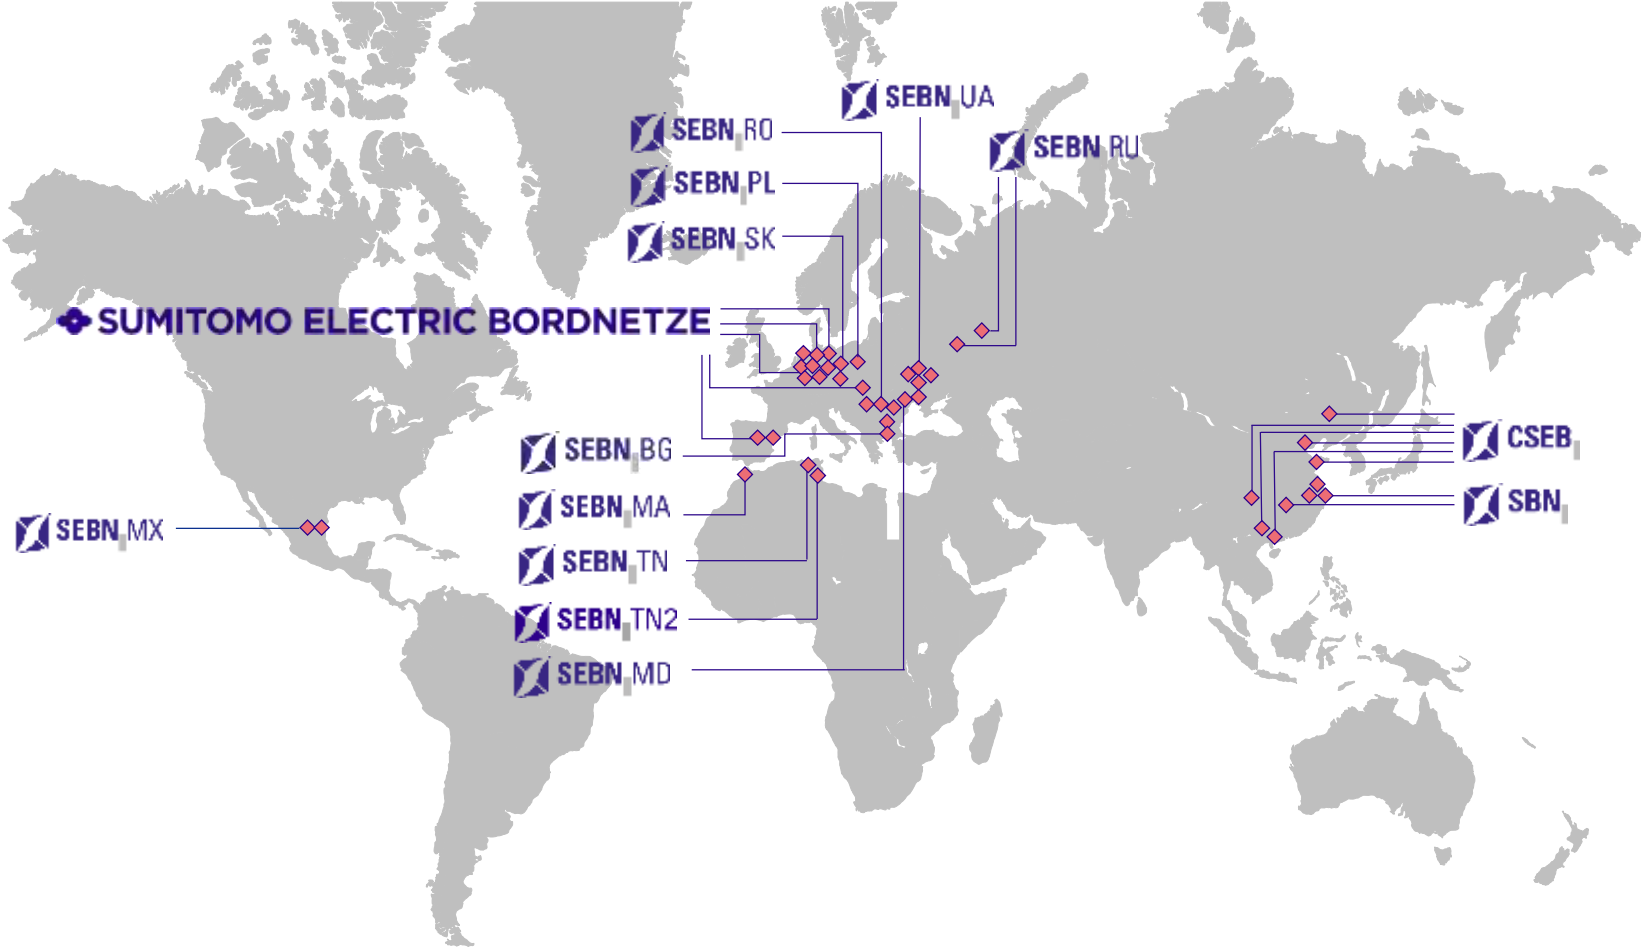 SEBN UA
SEBN RO
SEBN RU
SEBN PL
SEBN SK
SUMITOMO ELECTRIC BORDNETZE
SEBN BG
CSEB
SEBN MA
SBN
SEBN MX
SEBN TN
SEBN TN2
SEBN MD